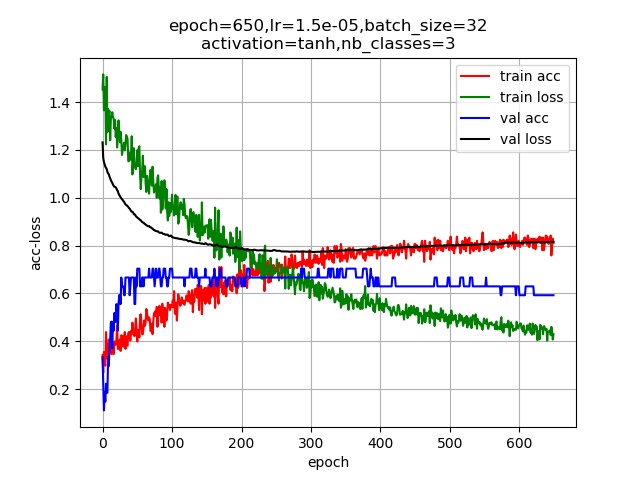 epoch=650,lr=1.5e-05,batch_size=32
activation=tanh,nb_classes=3
train acc
train loss
val acc
val loss
acc-loss
1.4
1.2
1.0
0.8
0.6
0.4
0.2
0 100 200 300 400 500 600
epoch